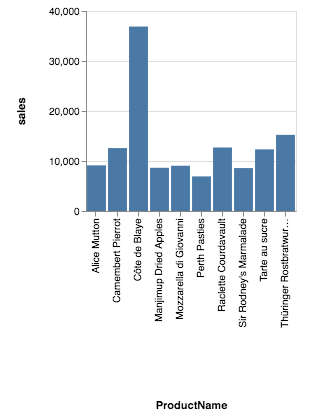 40,000
30,000
20,000
10,000
0
sales
Alice Mutton
Camembert Pierrot
Côte de Blaye
Manjimup Dried Apples
Mozzarella di Giovanni
Perth Pasties
Raclette Courdavault
Sir Rodney's Marmalade
Tarte au sucre
Thüringer Rostbratwur…
ProductName